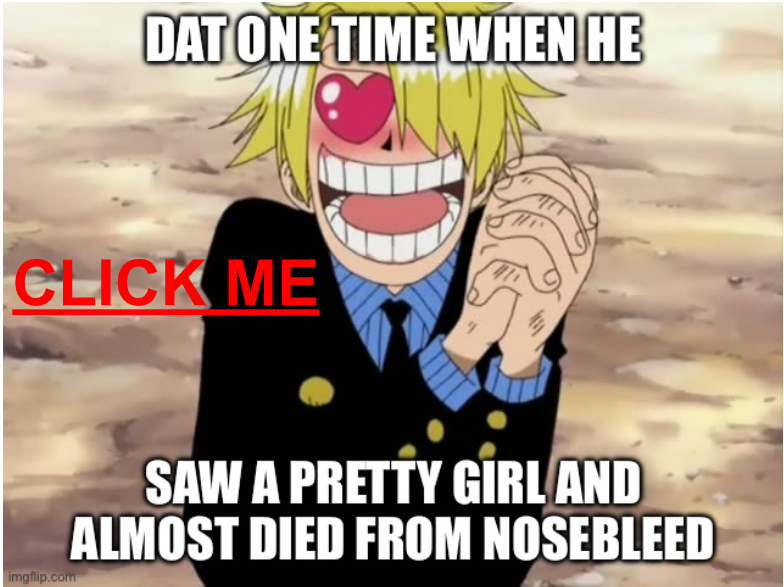 DAT ONE TIME WHEN HE
CLICK ME
SAW A PRETTY GIRL AND
ALMOST DIED FROM NOSEBLEED
imgflip.com